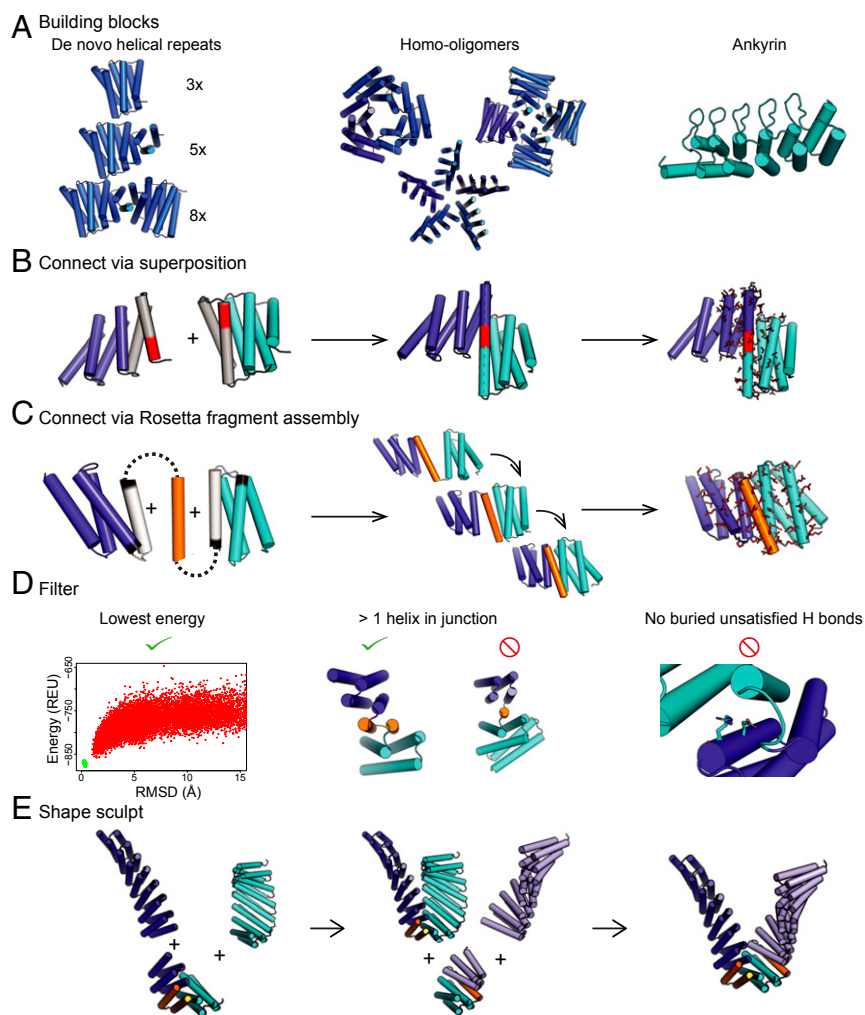 A Building blocks
De novo helical repeats
Homo-oligomers
Ankyrin
3x
5x
8x
B Connect via superposition
+
C Connect via Rosetta fragment assembly
+
+
D Filter
Lowest energy
> 1 helix in junction
No buried unsatisfied H bonds
Energy (REU)
-650
-750
-850
0
5
10
15
RMSD (Å)
E Shape sculpt
+
+
+
+